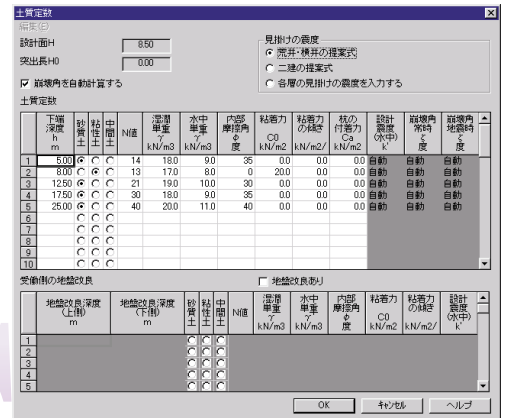 土質定数
編集(E)
設計面H 8.50
突出長H0 0.00
見掛けの震度
荒井・横井の提案式
二建の提案式
各層の見掛けの震度を入力する
崩壊角を自動計算する
土質定数
下端深度 h m 砂質土 粘性土 中間土 N値 湿潤単重 γ kN/m3 水中単重 γ' kN/m3 内部摩擦角 φ 度 粘着力 C0 kN/m2 粘着力の傾き kN/m2/ 杭の付着力 Ca kN/m2 設計震度(水中) k' 崩壊角常時 ζ 度 崩壊角地震時 ζ 度
1 5.00 14 18.0 9.0 35 0.0 0.0 0.0 自動 自動 自動
2 8.00 13 17.0 8.0 0 20.0 0.0 0.0 自動 自動 自動
3 12.50 21 19.0 10.0 30 0.0 0.0 0.0 自動 自動 自動
4 17.50 30 18.0 9.0 35 0.0 0.0 0.0 自動 自動 自動
5 25.00 40 20.0 11.0 40 0.0 0.0 0.0 自動 自動 自動
6
7
8
9
10
受働側の地盤改良
地盤改良あり
地盤改良深度(上側) m 地盤改良深度(下側) m 砂質土 粘性土 中間土 N値 湿潤単重 γ kN/m3 水中単重 γ' kN/m3 内部摩擦角 φ 度 粘着力 C0 kN/m2 粘着力の傾き kN/m2/ 設計震度(水中) k'
1
2
3
4
5
OK キャンセル ヘルプ